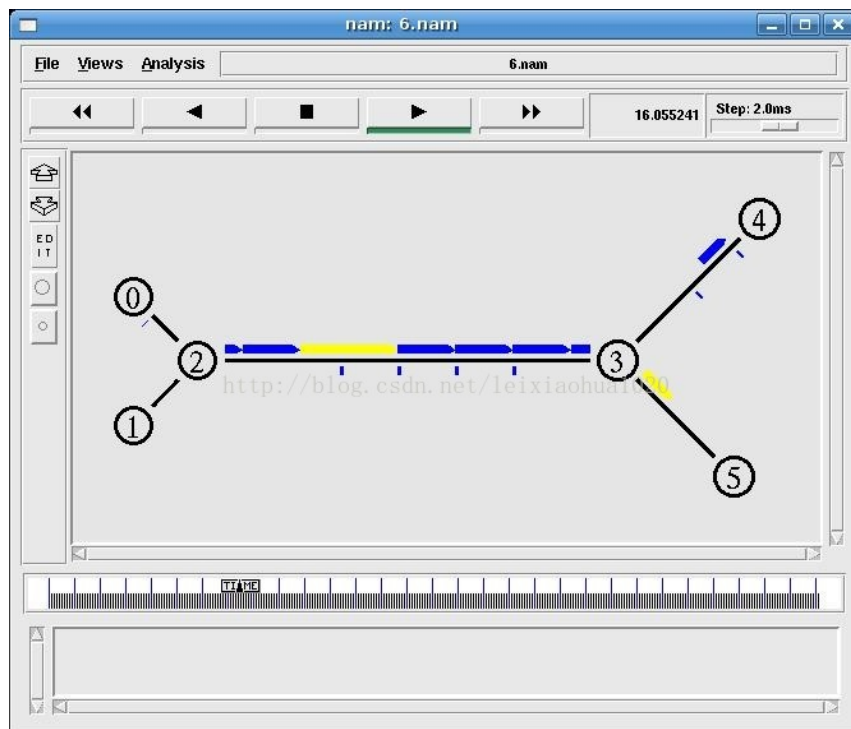 nam: 6.nam
File Views Analysis 6.nam
16.055241 Step: 2.0ms
ED
IT
4
0
2 3
http://blog.csdn.net/leixiaohua1020
1
5
TIME